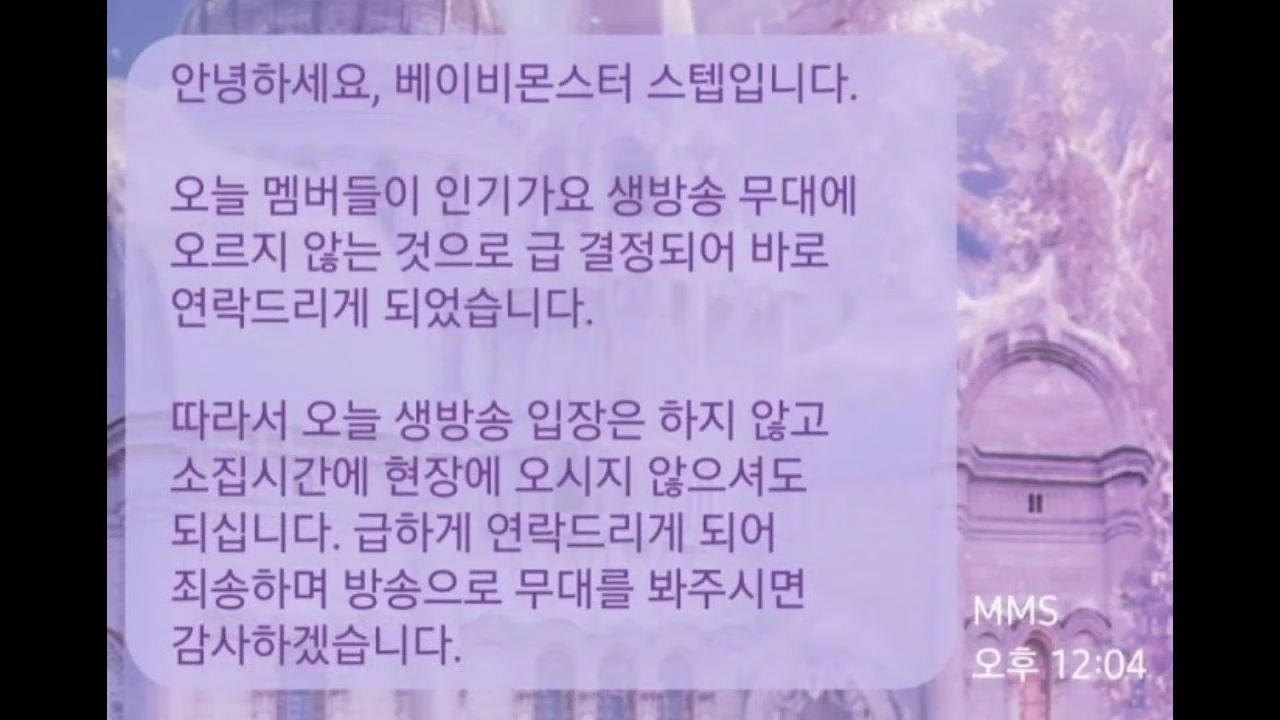 안녕하세요, 베이비몬스터 스텝입니다.
오늘 멤버들이 인기가요 생방송 무대에
오르지 않는 것으로 급 결정되어 바로
연락드리게 되었습니다.
따라서 오늘 생방송 입장은 하지 않고
소집시간에 현장에 오시지 않으셔도
되십니다. 급하게 연락드리게 되어
죄송하며 방송으로 무대를 봐주시면
감사하겠습니다.
MMS
오후 12:04